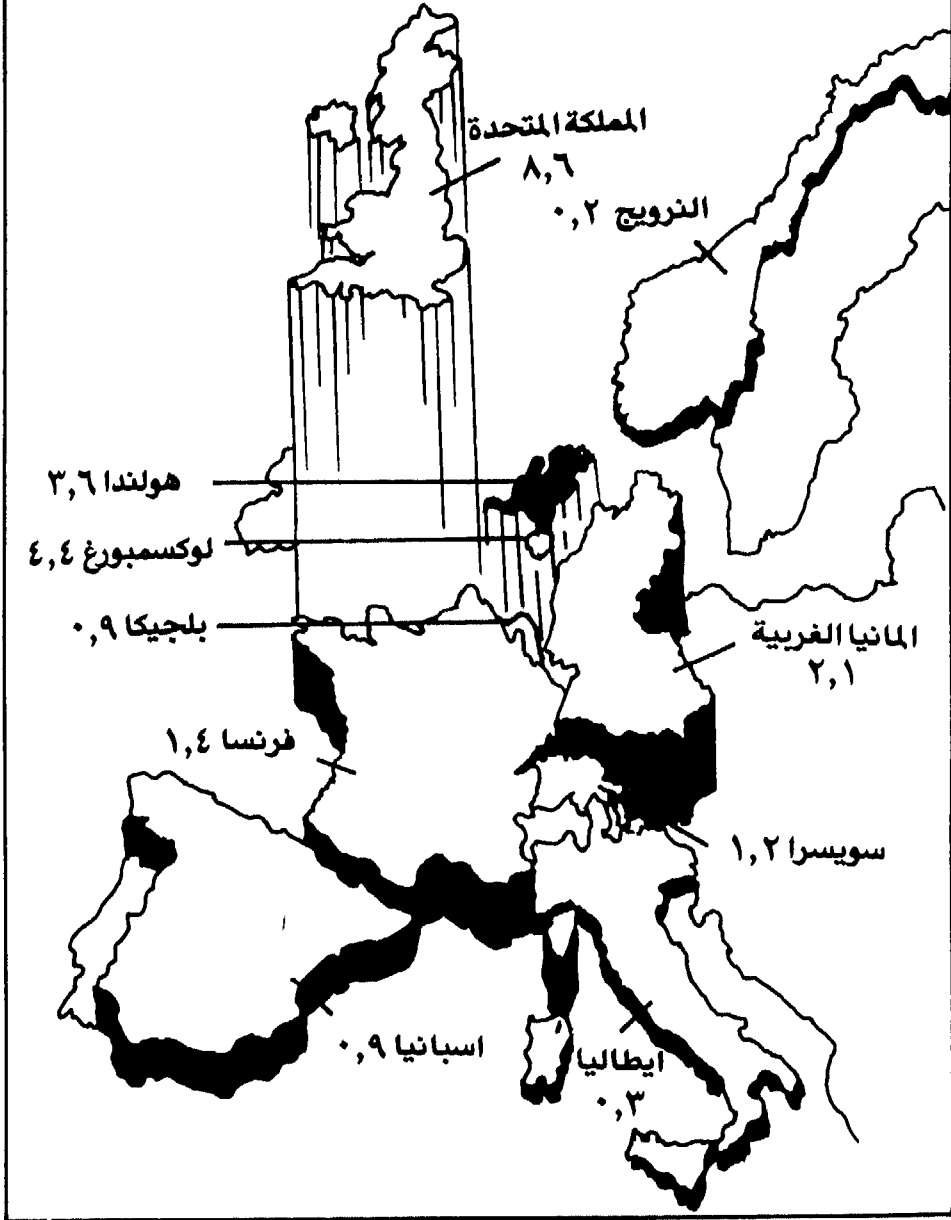 المملكة المتحدة
٨,٦
النرويج ٠,٢
هولندا ٣,٦
لوكسمبورغ ٤,٤
بلجيكا ٠,٩
المانيا الغربية
٢,١
فرنسا ١,٤
سويسرا ١,٢
اسبانيا ٠,٩
ايطاليا
٠,٣